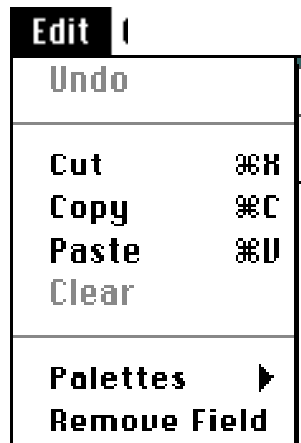 Edit
Undo
Cut ⌘X
Copy ⌘C
Paste ⌘V
Clear
Palettes ▶
Remove Field